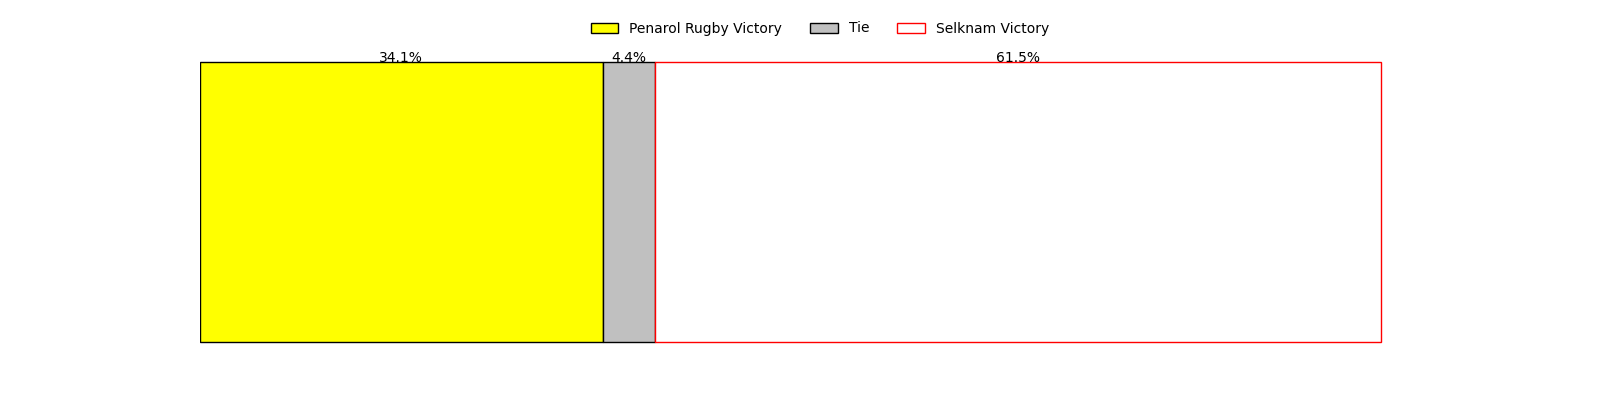 Penarol Rugby Victory Tie Selknam Victory
34.1% 4.4% 61.5%